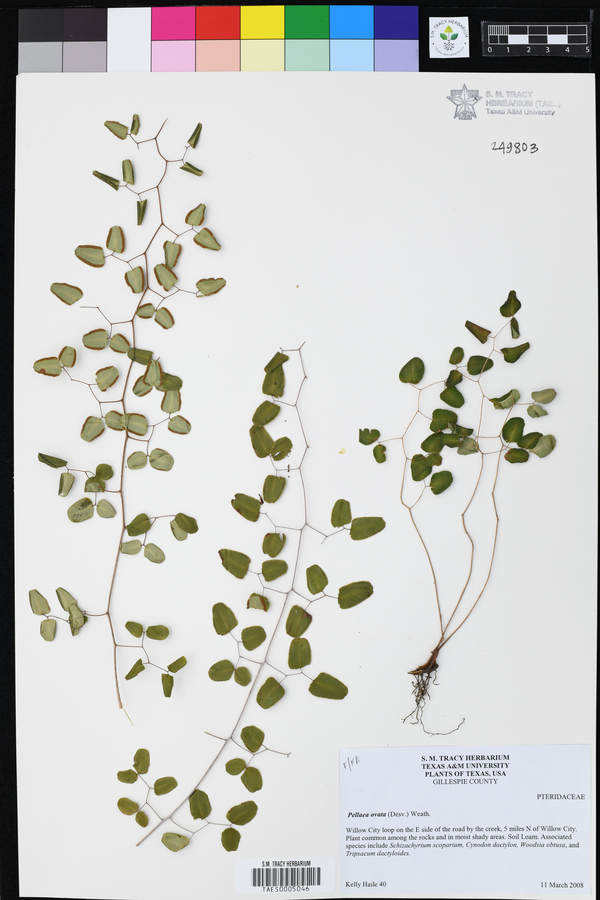 S. M. TRACY
HERBARIUM (TAES)
Texas A&M University
249803
0 1 2 3 4 5
S. M. TRACY HERBARIUM
TEXAS A&M UNIVERSITY
PLANTS OF TEXAS, USA
GILLESPIE COUNTY
PTERIDACEAE
Pellaea ovata (Desv.) Weath.
Willow City loop on the E side of the road by the creek, 5 miles N of Willow City.
Plant common among the rocks and in moist shady areas. Soil Loam. Associated
species include Schizachyrium scoparium, Cynodon dactylon, Woodsia obtusa, and
Tripsacum dactyloides.
Kelly Haile 40 11 March 2008
S.M. TRACY HERBARIUM
TAES0005046